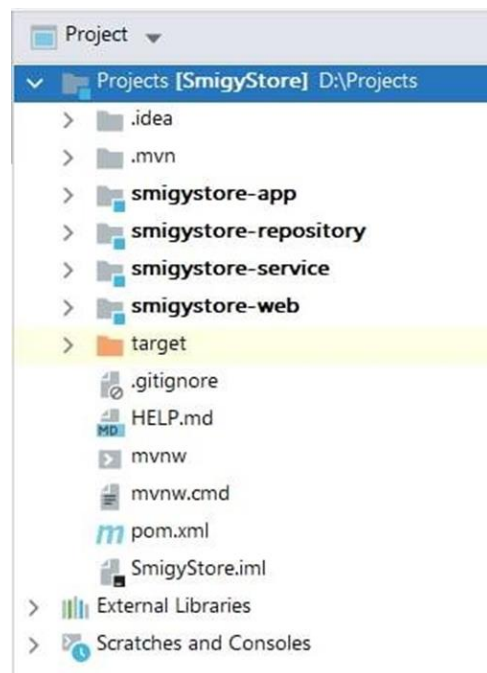 Project
Projects [SmigyStore] D:\Projects
.idea
.mvn
smigystore-app
smigystore-repository
smigystore-service
smigystore-web
target
.gitignore
MD HELP.md
mvnw
mvnw.cmd
m pom.xml
SmigyStore.iml
External Libraries
Scratches and Consoles